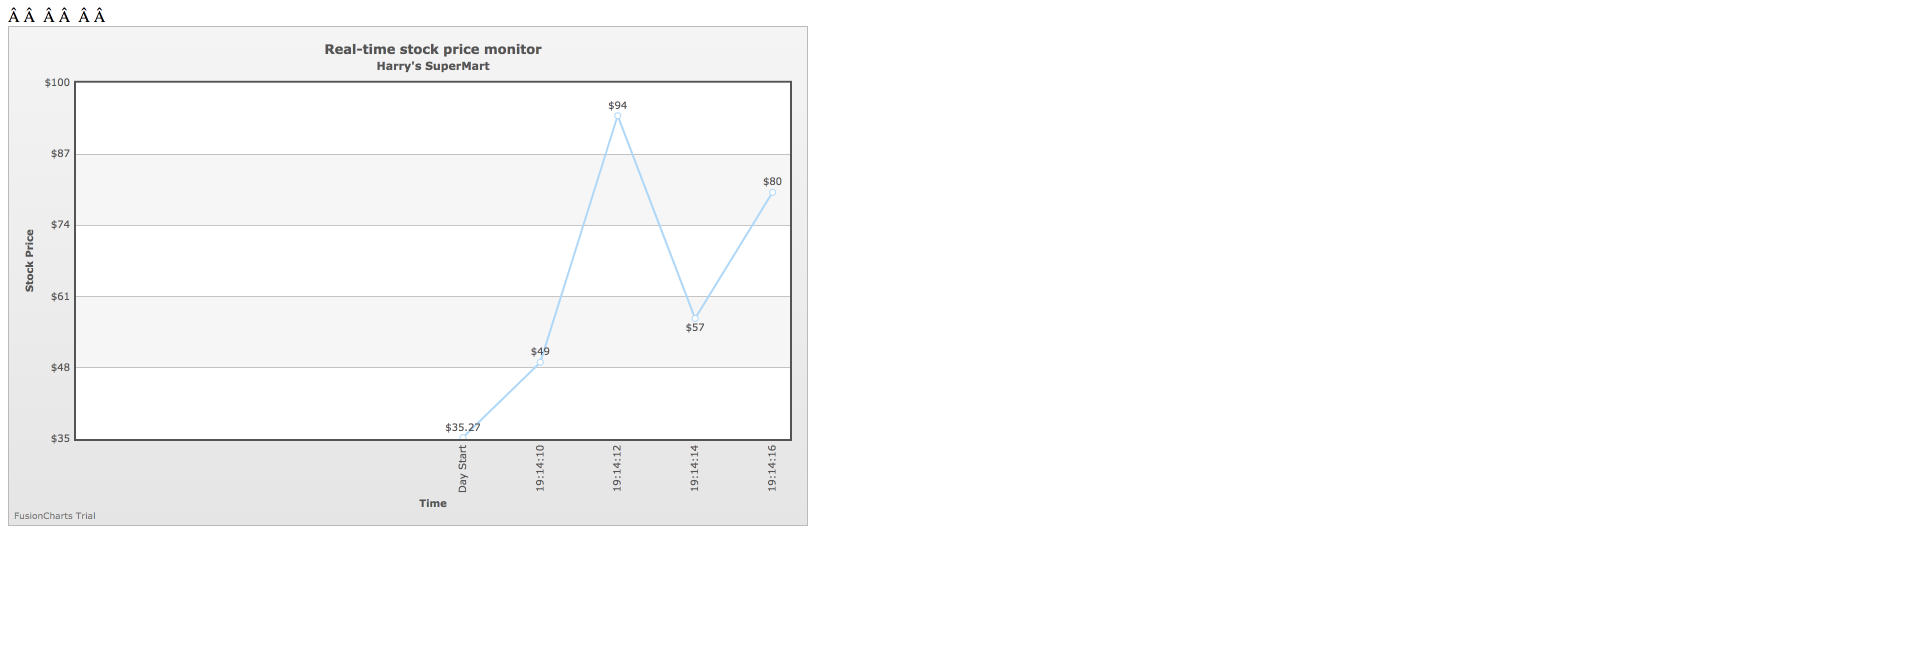 Â Â  Â Â  Â Â
Real-time stock price monitor
Harry's SuperMart
$100
$87
$74
$61
$48
$35
Stock Price
$35.27
$49
$94
$57
$80
Day Start
19:14:10
19:14:12
19:14:14
19:14:16
Time
FusionCharts Trial